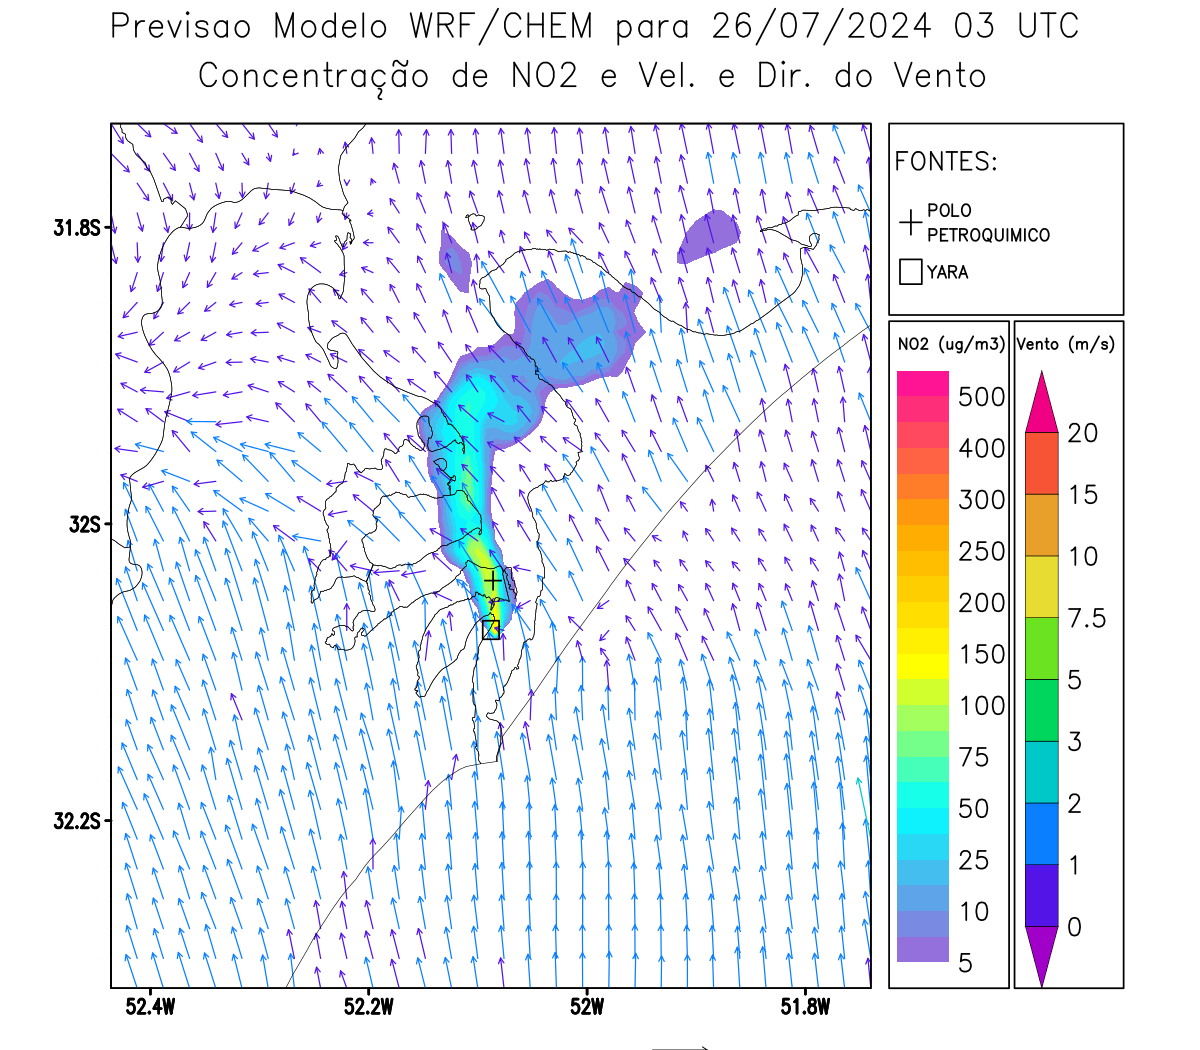 Previsao Modelo WRF/CHEM para 26/07/2024 03 UTC
Concentração de NO2 e Vel. e Dir. do Vento
FONTES:
POLO
PETROQUIMICO
YARA
31.8S
32S
32.2S
52.4W
52.2W
52W
51.8W
NO2 (ug/m3)
500
400
300
250
200
150
100
75
50
25
10
5
Vento (m/s)
20
15
10
7.5
5
3
2
1
0